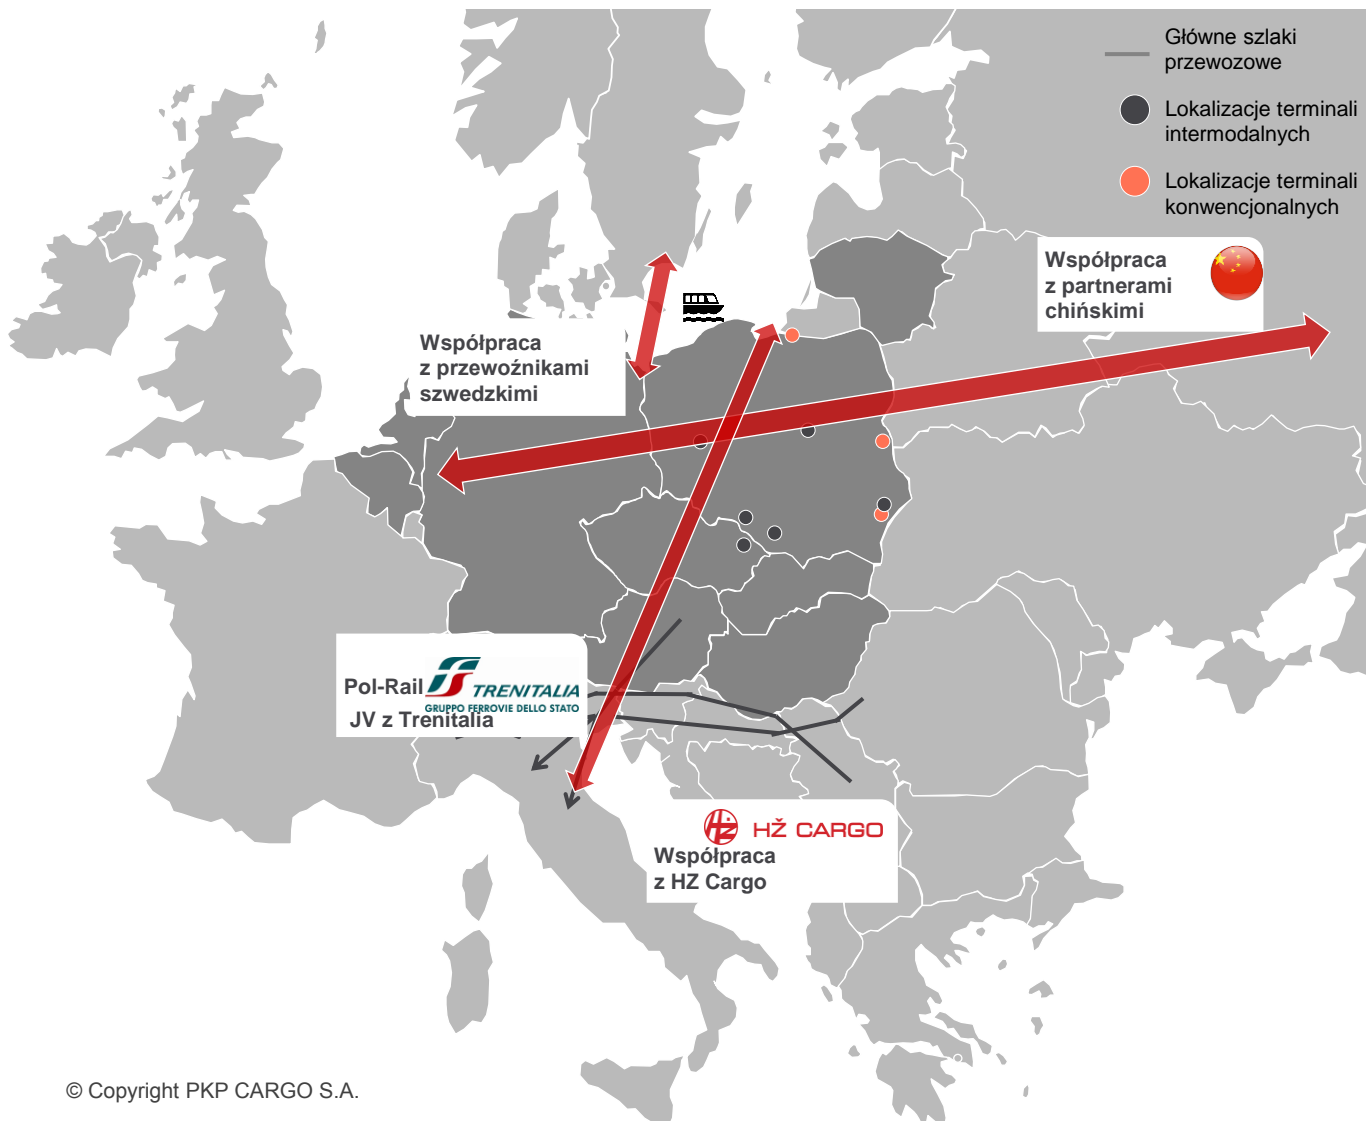 Główne szlaki
przewozowe
Lokalizacje terminali
intermodalnych
Lokalizacje terminali
konwencjonalnych
Współpraca
z partnerami
chińskimi
Współpraca
z przewoźnikami
szwedzkimi
Pol-Rail
TRENITALIA
GRUPPO FERROVIE DELLO STATO
JV z Trenitalia
HŽ CARGO
Współpraca
z HZ Cargo
© Copyright PKP CARGO S.A.